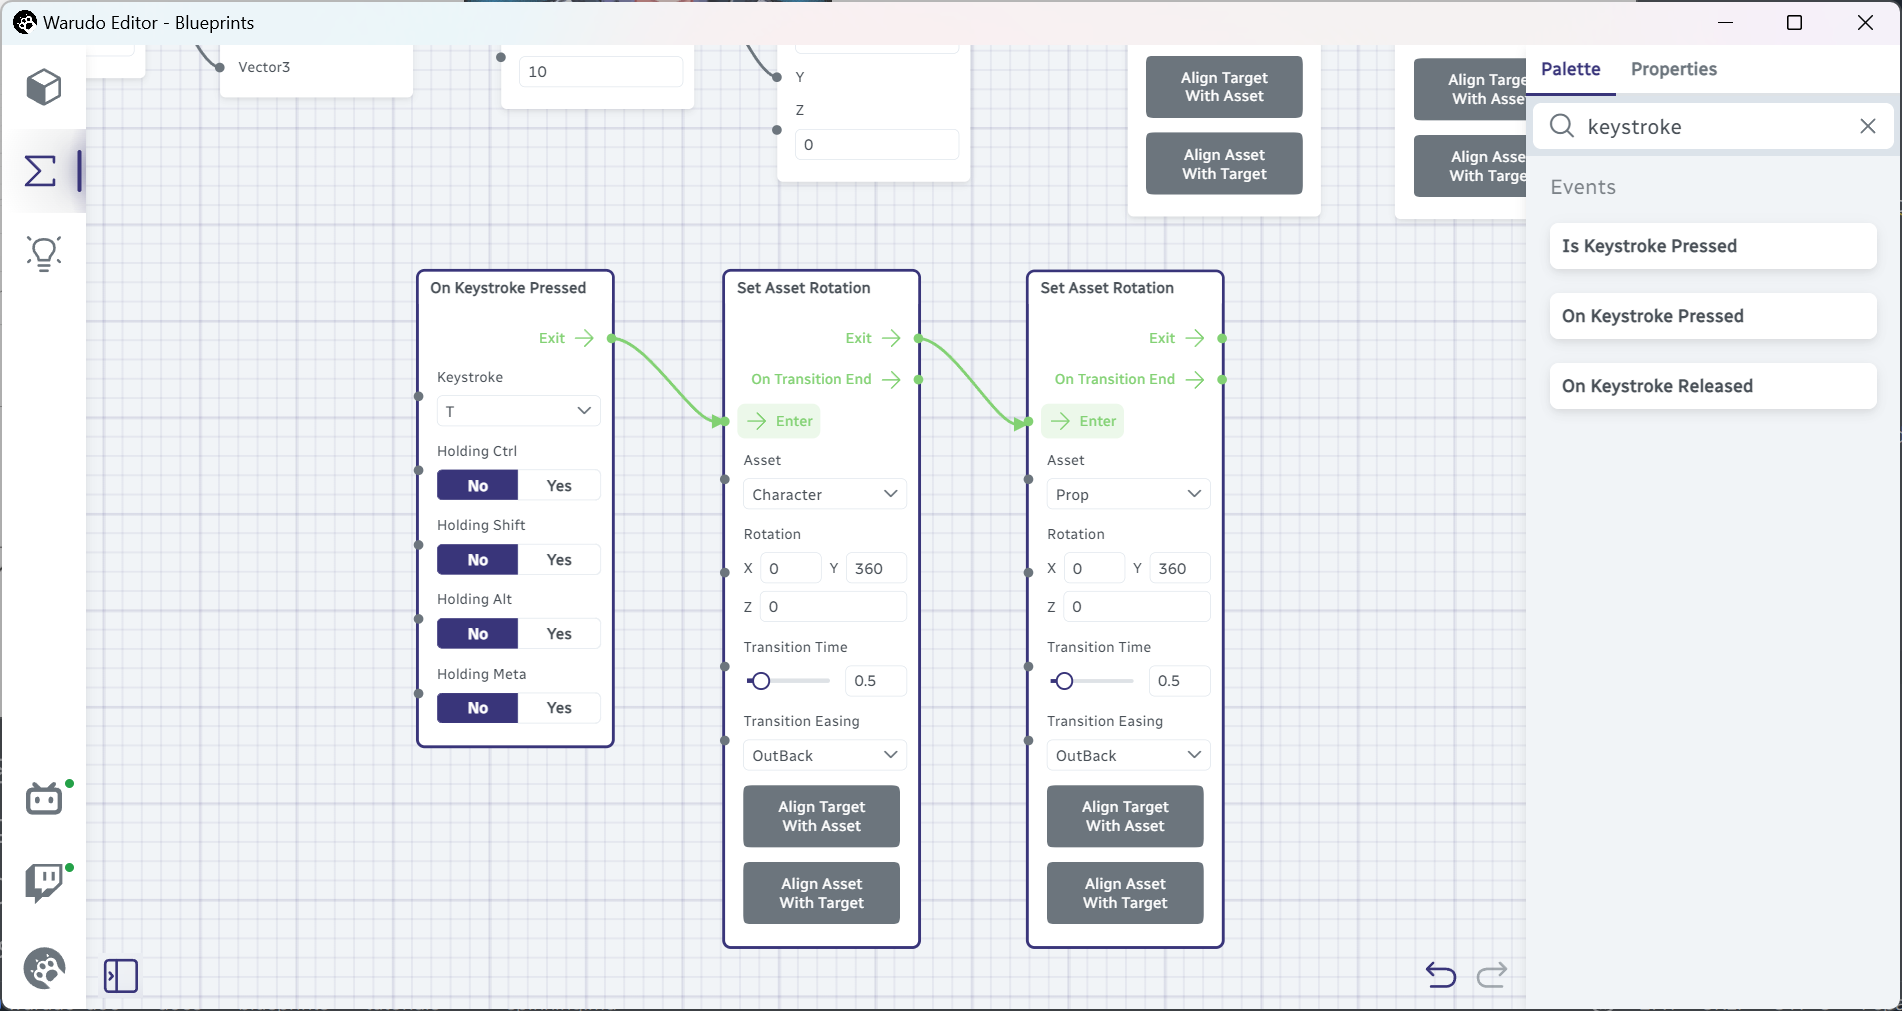 Warudo Editor - Blueprints
Vector3
10
Y
Z
0
Align Target
With Asset
Align Asset
With Target
Align Targe
With Asse
Align Asse
With Targe
Palette
Properties
keystroke
Events
Is Keystroke Pressed
On Keystroke Pressed
On Keystroke Released
On Keystroke Pressed
Exit
Keystroke
T
Holding Ctrl
No Yes
Holding Shift
No Yes
Holding Alt
No Yes
Holding Meta
No Yes
Set Asset Rotation
Exit
On Transition End
Enter
Asset
Character
Rotation
X 0 Y 360
Z 0
Transition Time
0.5
Transition Easing
OutBack
Align Target
With Asset
Align Asset
With Target
Set Asset Rotation
Exit
On Transition End
Enter
Asset
Prop
Rotation
X 0 Y 360
Z 0
Transition Time
0.5
Transition Easing
OutBack
Align Target
With Asset
Align Asset
With Target